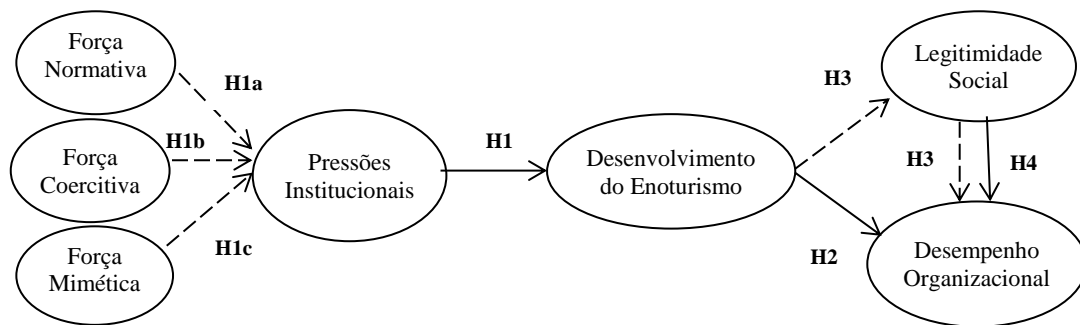 Força
Normativa
H1a
Força
Coercitiva
H1b
Força
Mimética
H1c
Pressões
Institucionais
H1
Desenvolvimento
do Enoturismo
H3
Legitimidade
Social
H3
H4
H2
Desempenho
Organizacional